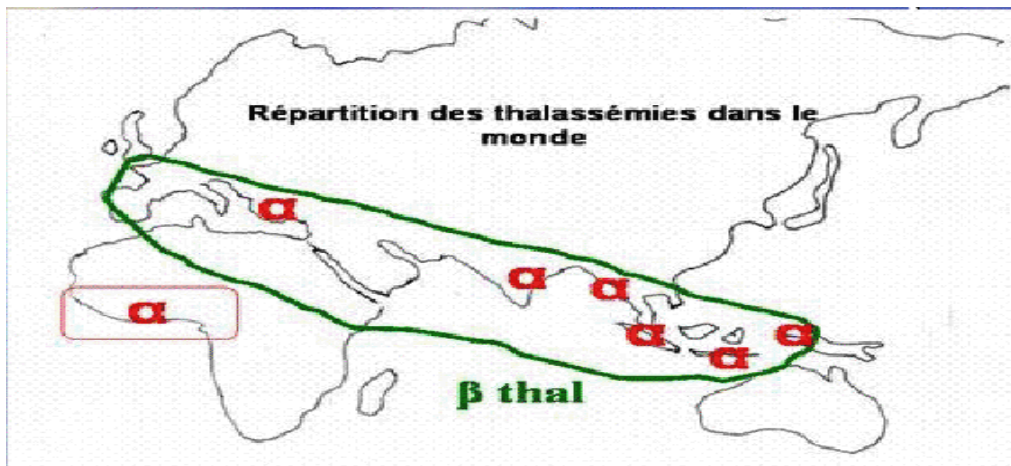 Répartition des thalassémies dans le
monde
α
α
α
α
α
α
α
β thal